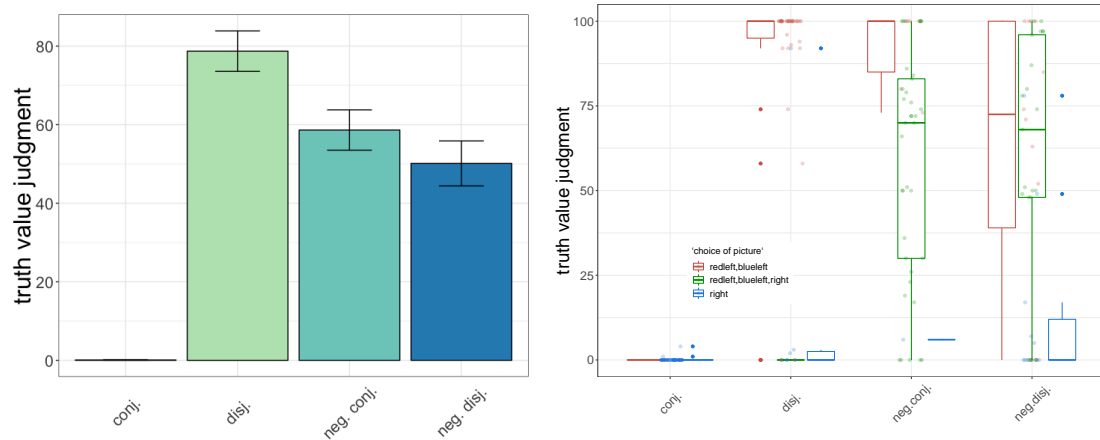 truth value judgment
80
60
40
20
0
conj.
disj.
neg. conj.
neg. disj.
truth value judgment
100
75
50
25
0
'choice of picture'
redleft,blueleft
redleft,blueleft,right
right
conj.
disj.
neg.conj.
neg.disj.